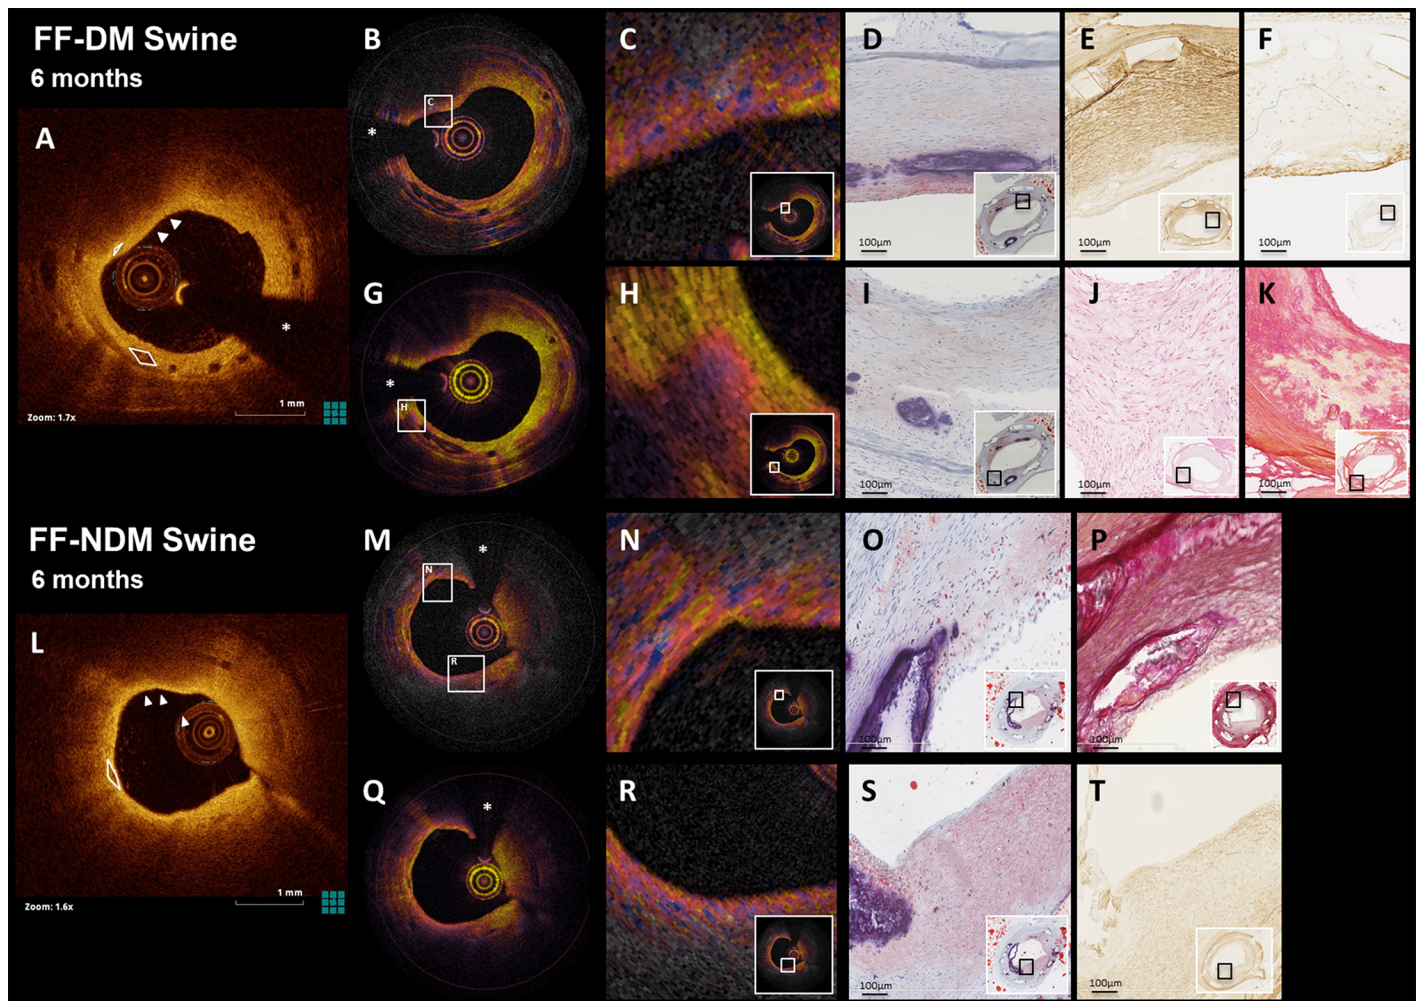 FF-DM Swine
6 months
A
*
Zoom: 1.7x
1 mm
B
C
*
C
D
100µm
E
100µm
F
100µm
G
*
H
H
I
100µm
J
100µm
K
100µm
FF-NDM Swine
6 months
L
Zoom: 1.6x
1 mm
M
*
N
R
N
O
100µm
P
100µm
Q
*
R
S
100µm
T
100µm